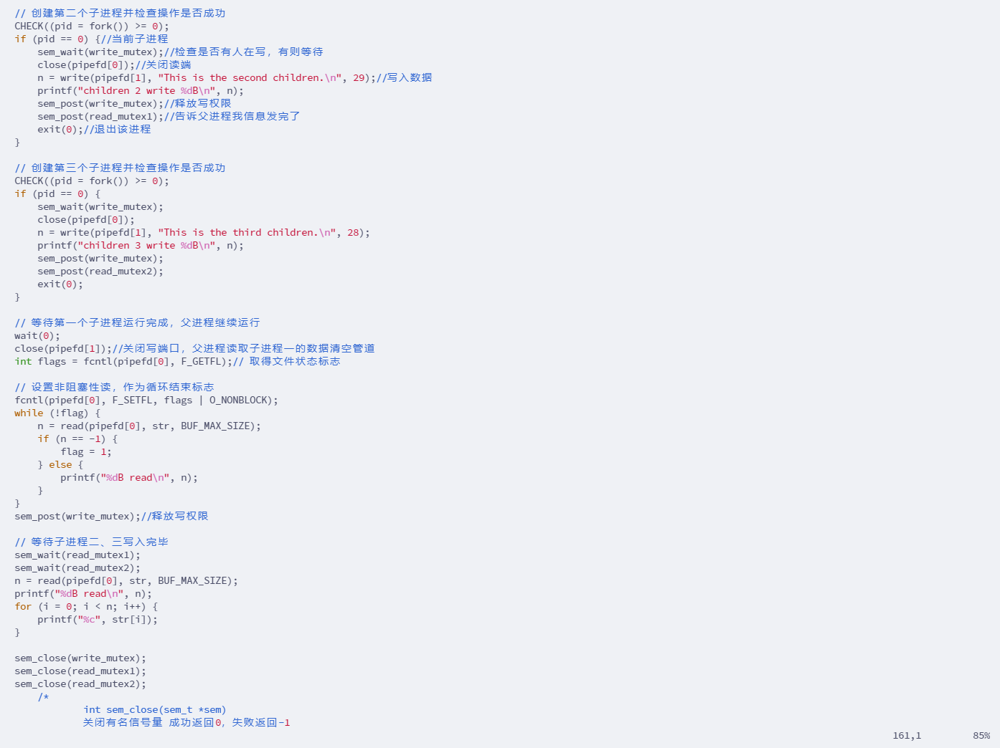 // 创建第二个子进程并检查操作是否成功
CHECK((pid = fork()) >= 0);
if (pid == 0) {//当前子进程
    sem_wait(write_mutex);//检查是否有人在写，有则等待
    close(pipefd[0]);//关闭读端
    n = write(pipefd[1], "This is the second children.\n", 29);//写入数据
    printf("children 2 write %dB\n", n);
    sem_post(write_mutex);//释放写权限
    sem_post(read_mutex1);//告诉父进程我信息发完了
    exit(0);//退出该进程
}

// 创建第三个子进程并检查操作是否成功
CHECK((pid = fork()) >= 0);
if (pid == 0) {
    sem_wait(write_mutex);
    close(pipefd[0]);
    n = write(pipefd[1], "This is the third children.\n", 28);
    printf("children 3 write %dB\n", n);
    sem_post(write_mutex);
    sem_post(read_mutex2);
    exit(0);
}

// 等待第一个子进程运行完成，父进程继续运行
wait(0);
close(pipefd[1]);//关闭写端口，父进程读取子进程一的数据清空管道
int flags = fcntl(pipefd[0], F_GETFL);// 取得文件状态标志

// 设置非阻塞性读，作为循环结束标志
fcntl(pipefd[0], F_SETFL, flags | O_NONBLOCK);
while (!flag) {
    n = read(pipefd[0], str, BUF_MAX_SIZE);
    if (n == -1) {
        flag = 1;
    } else {
        printf("%dB read\n", n);
    }
}
sem_post(write_mutex);//释放写权限

// 等待子进程二、三写入完毕
sem_wait(read_mutex1);
sem_wait(read_mutex2);
n = read(pipefd[0], str, BUF_MAX_SIZE);
printf("%dB read\n", n);
for (i = 0; i < n; i++) {
    printf("%c", str[i]);
}

sem_close(write_mutex);
sem_close(read_mutex1);
sem_close(read_mutex2);
    /*
            int sem_close(sem_t *sem)
            关闭有名信号量 成功返回0，失败返回-1
161,1 85%